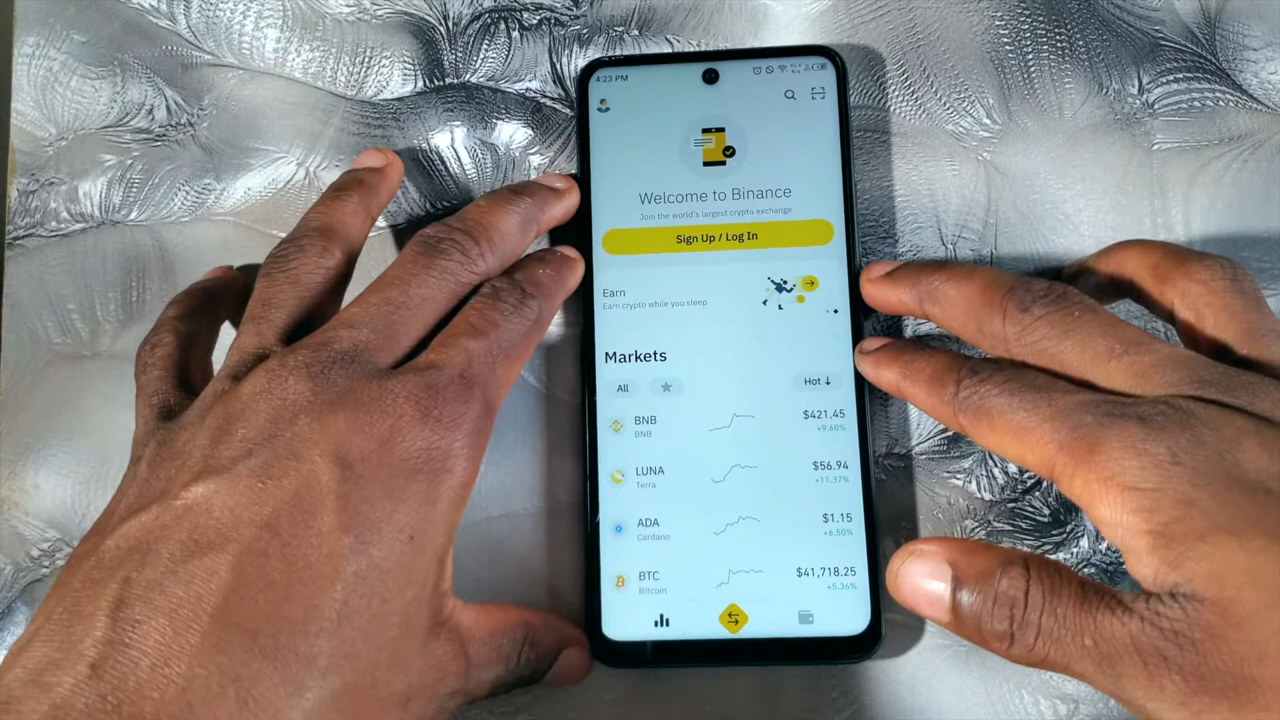 4:23 PM
Welcome to Binance
Join the world's largest crypto exchange
Sign Up / Log In
Earn
Earn crypto while you sleep
Markets
All
Hot ↓
BNB
$421.45
BNB
+9.60%
LUNA
$56.94
Terra
+11.37%
ADA
$1.15
Cardano
+6.50%
BTC
$41,718.25
Bitcoin
+5.36%